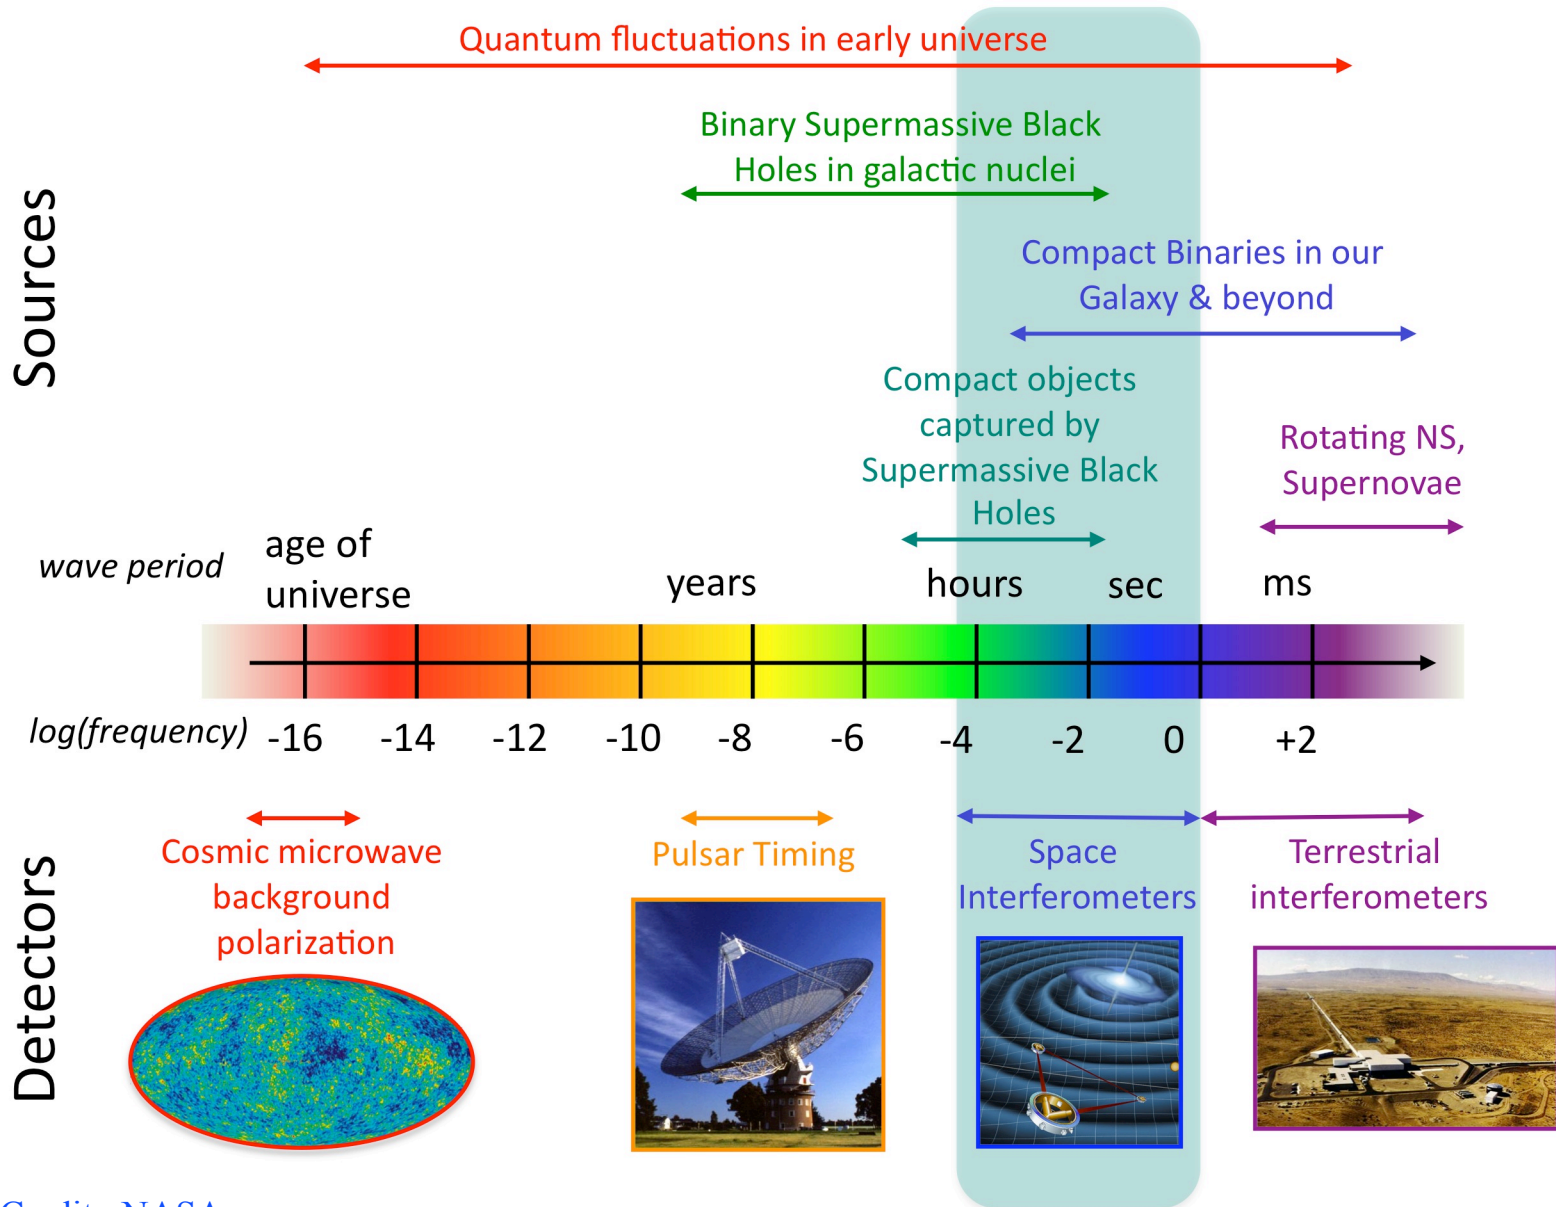 Quantum fluctuations in early universe
Binary Supermassive Black
Holes in galactic nuclei
Compact Binaries in our
Galaxy & beyond
Compact objects
captured by
Supermassive Black
Holes
Rotating NS,
Supernovae
Sources
wave period
age of
universe
years
hours
sec
ms
log(frequency)
-16
-14
-12
-10
-8
-6
-4
-2
0
+2
Detectors
Cosmic microwave
background
polarization
Pulsar Timing
Space
Interferometers
Terrestrial
interferometers
Credit: NASA